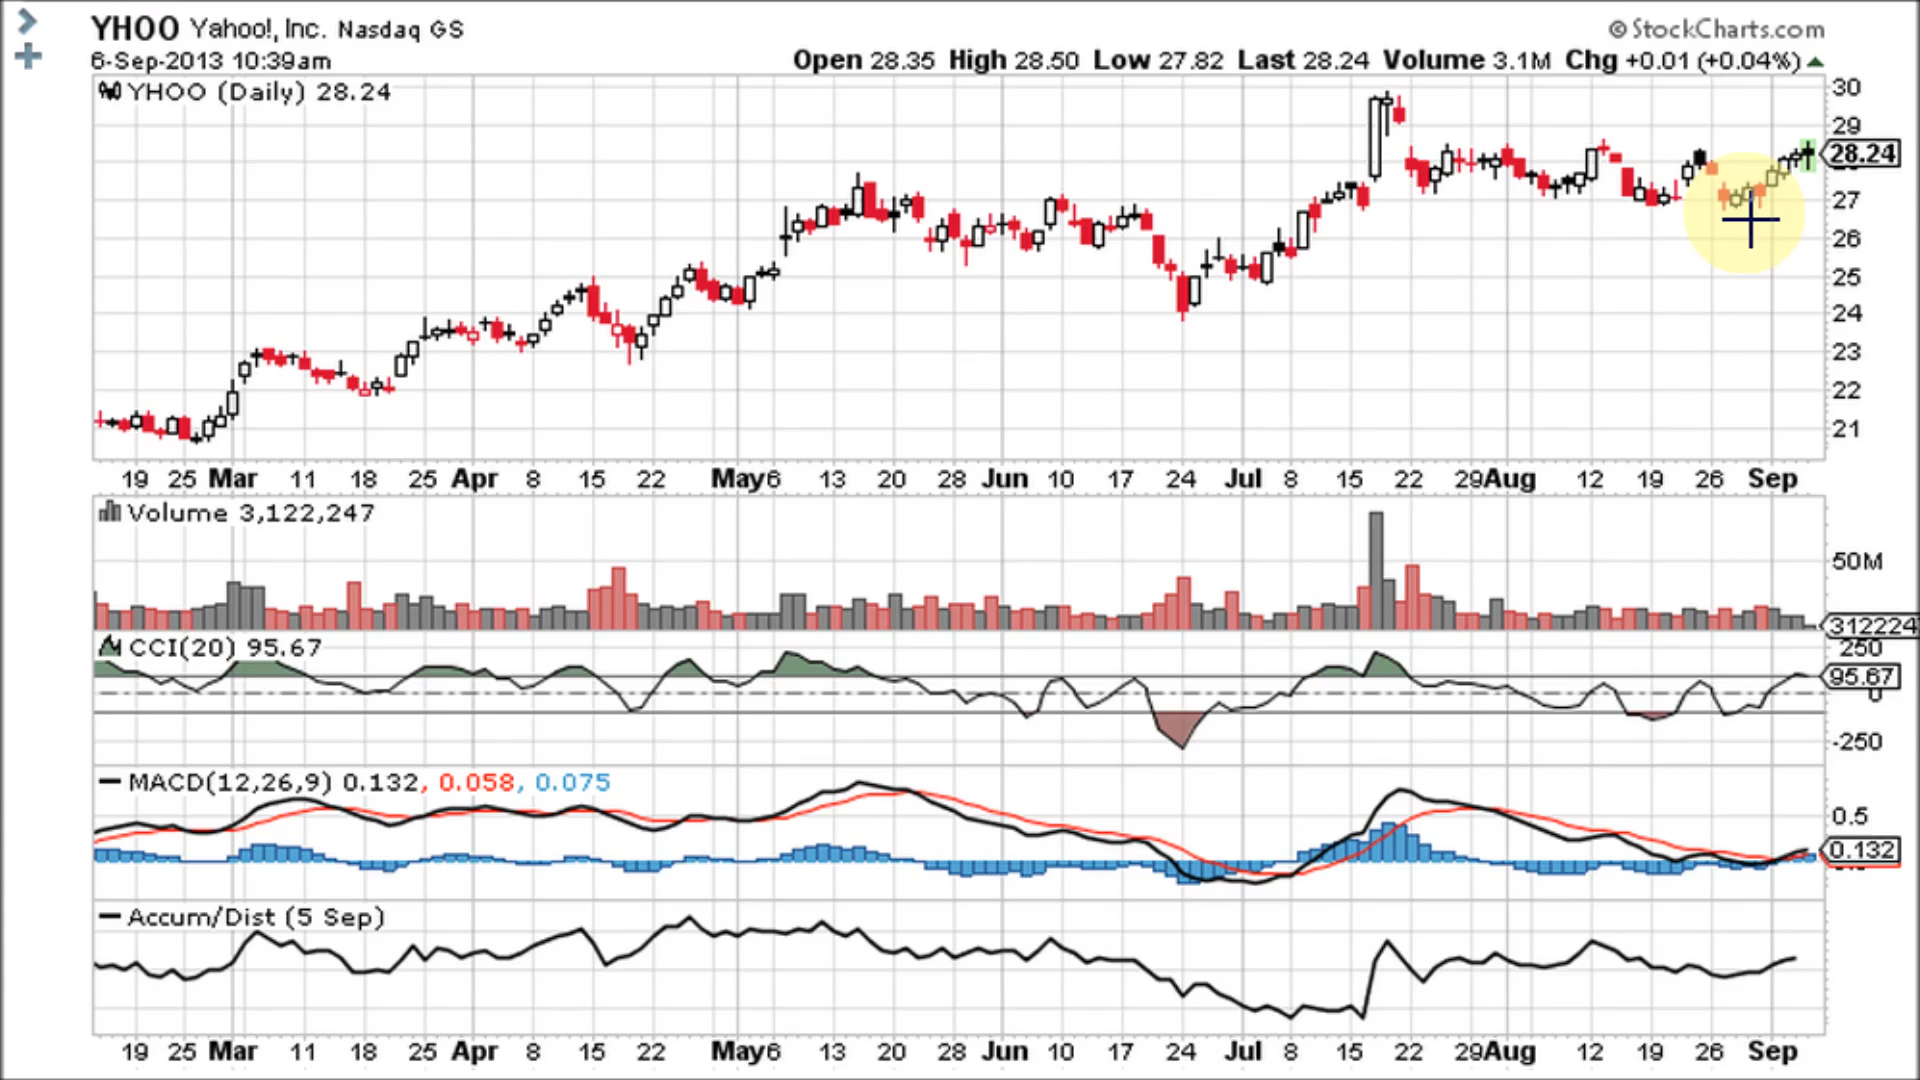 YHOO Yahoo!, Inc. Nasdaq GS
© StockCharts.com
6-Sep-2013 10:39am
Open 28.35 High 28.50 Low 27.82 Last 28.24 Volume 3.1M Chg +0.01 (+0.04%)
YHOO (Daily) 28.24
30
29
28.24
27
26
25
24
23
22
21
19 25 Mar 11 18 25 Apr 8 15 22 May 6 13 20 28 Jun 10 17 24 Jul 8 15 22 29 Aug 12 19 26 Sep
Volume 3,122,247
50M
312224
CCI(20) 95.67
250
95.67
0
-250
MACD(12,26,9) 0.132, 0.058, 0.075
0.5
0.132
Accum/Dist (5 Sep)
19 25 Mar 11 18 25 Apr 8 15 22 May 6 13 20 28 Jun 10 17 24 Jul 8 15 22 29 Aug 12 19 26 Sep